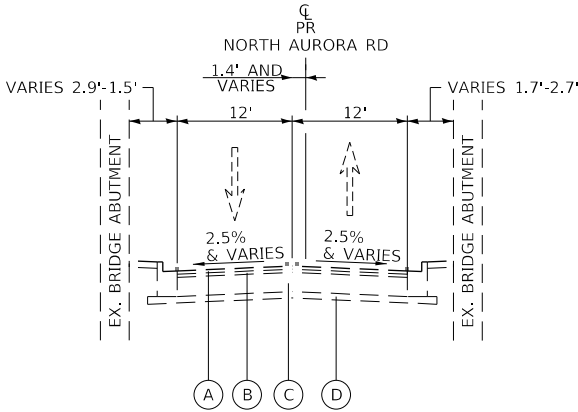 ℄
PR
NORTH AURORA RD
1.4' AND
VARIES
VARIES 2.9'-1.5'
VARIES 1.7'-2.7'
12'
12'
EX. BRIDGE ABUTMENT
2.5%
& VARIES
2.5%
& VARIES
EX. BRIDGE ABUTMENT
A
B
C
D